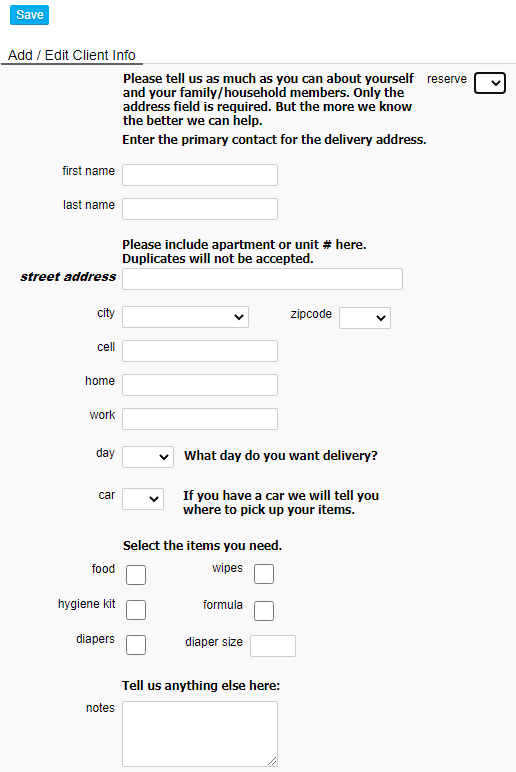 Save
Add / Edit Client Info
Please tell us as much as you can about yourself
and your family/household members. Only the
address field is required. But the more we know
the better we can help.
reserve
Enter the primary contact for the delivery address.
first name
last name
Please include apartment or unit # here.
Duplicates will not be accepted.
street address
city
zipcode
cell
home
work
day
What day do you want delivery?
car
If you have a car we will tell you
where to pick up your items.
Select the items you need.
food
wipes
hygiene kit
formula
diapers
diaper size
Tell us anything else here:
notes